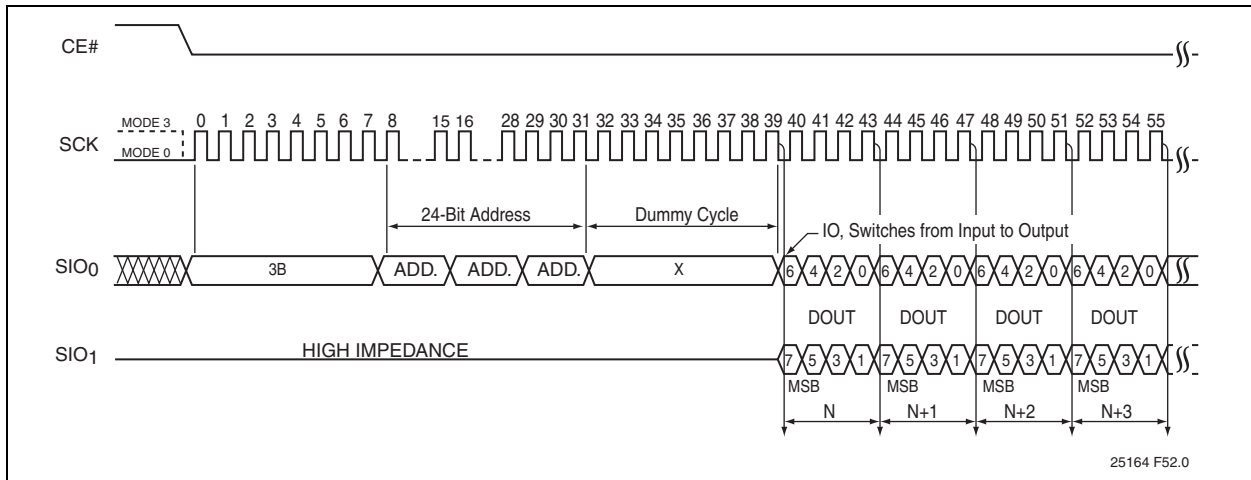 CE#
MODE 3
MODE 0
SCK
0 1 2 3 4 5 6 7 8 15 16 28 29 30 31 32 33 34 35 36 37 38 39 40 41 42 43 44 45 46 47 48 49 50 51 52 53 54 55
24-Bit Address
Dummy Cycle
IO, Switches from Input to Output
SIO0
3B ADD. ADD. ADD. X 6 4 2 0 6 4 2 0 6 4 2 0 6 4 2 0
DOUT DOUT DOUT DOUT
SIO1
HIGH IMPEDANCE
7 5 3 1 7 5 3 1 7 5 3 1 7 5 3 1
MSB MSB MSB MSB
N N+1 N+2 N+3
25164 F52.0